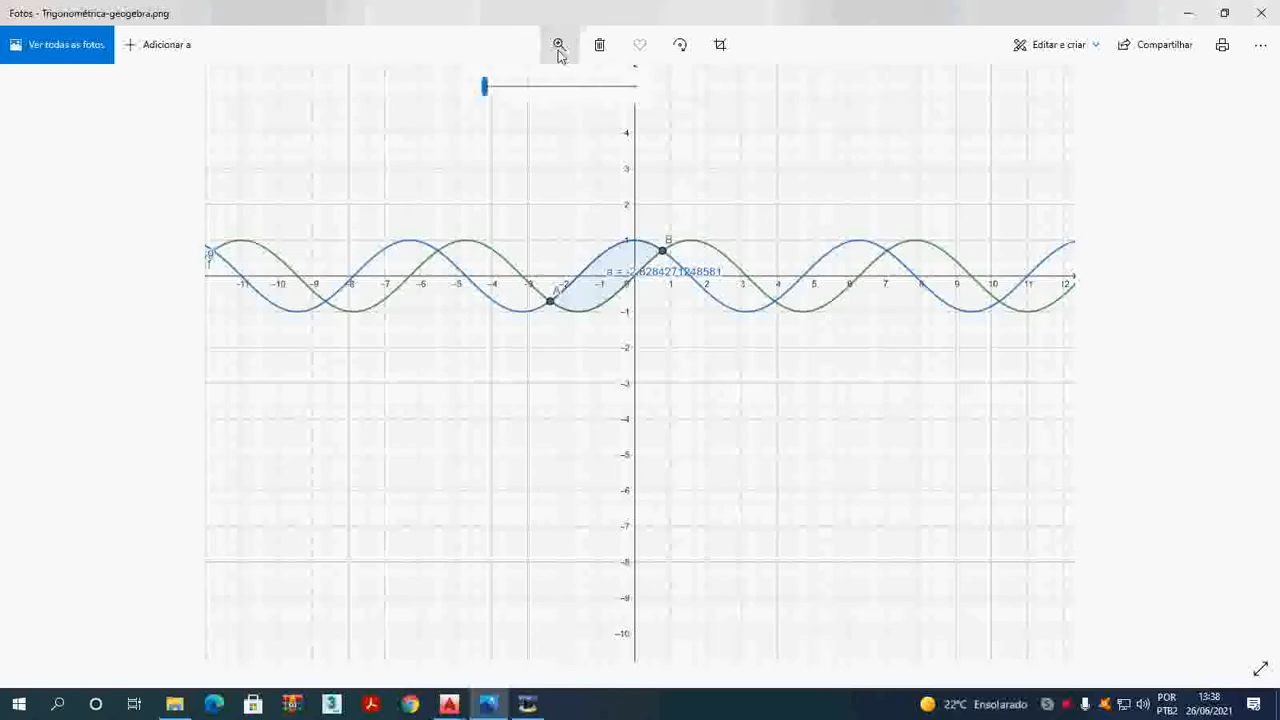 Fotos - Trigonométrica-geogebra.png
Ver todas as fotos
Adicionar a
Editar e criar
Compartilhar
4
3
2
1
B
g
f
a = -2.8284271248581
-11 -10 -9 -8 -7 -6 -5 -4 -3 -2 -1 0 1 2 3 4 5 6 7 8 9 10 11 12
A
-1
-2
-3
-4
-5
-6
-7
-8
-9
-10
22°C Ensolarado
POR
PTB2
13:38
26/06/2021